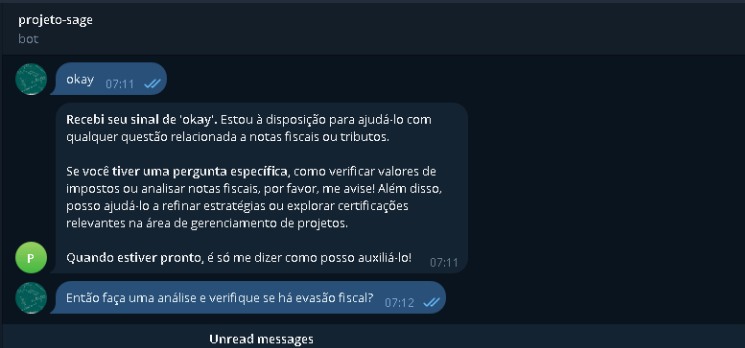 projeto-sage
bot
okay 07:11
Recebi seu sinal de 'okay'. Estou à disposição para ajudá-lo com
qualquer questão relacionada a notas fiscais ou tributos.
Se você tiver uma pergunta específica, como verificar valores de
impostos ou analisar notas fiscais, por favor, me avise! Além disso,
posso ajudá-lo a refinar estratégias ou explorar certificações
relevantes na área de gerenciamento de projetos.
P
Quando estiver pronto, é só me dizer como posso auxiliá-lo! 07:11
Então faça uma análise e verifique se há evasão fiscal? 07:12
Unread messages